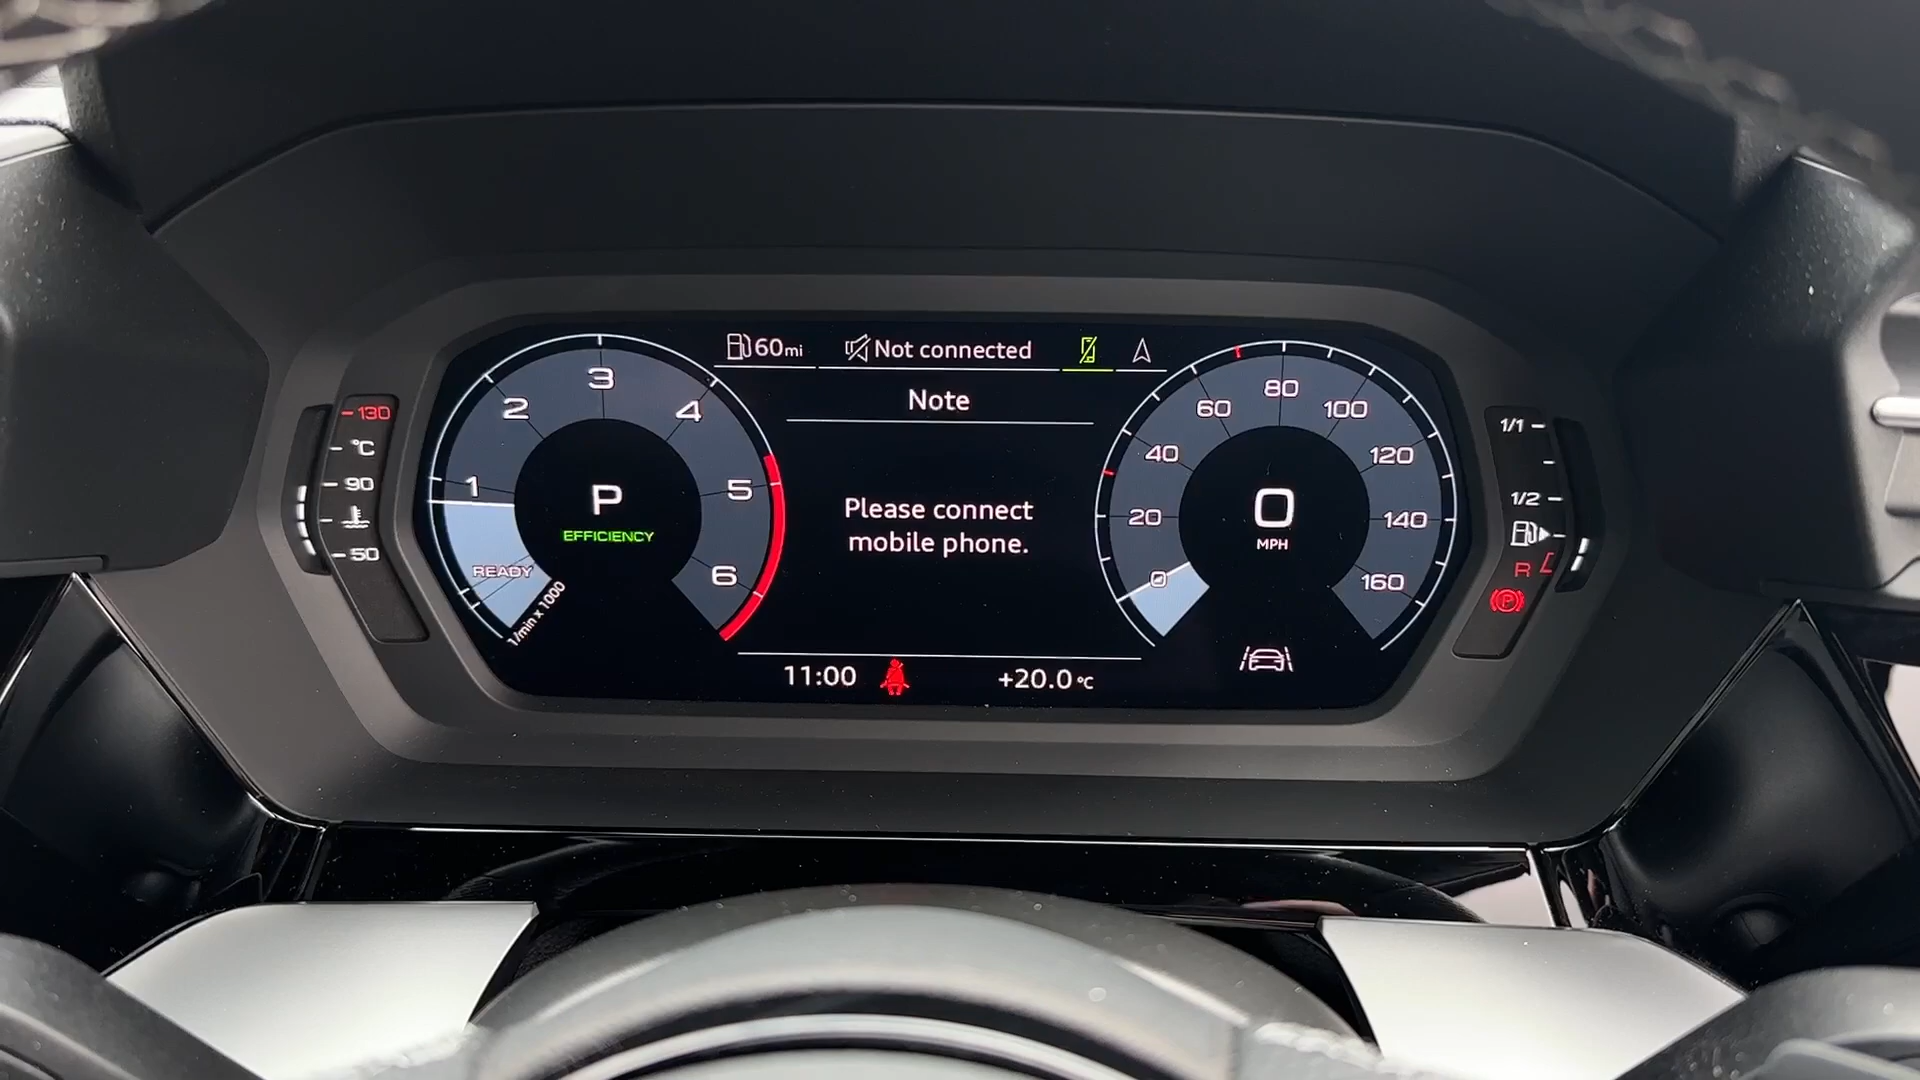 60mi
Not connected
Note
Please connect
mobile phone.
11:00
+20.0°C
-130
°C
90
50
1
2
3
4
5
6
READY
1/min x 1000
P
EFFICIENCY
0
20
40
60
80
100
120
140
160
0
MPH
1/1
1/2
R
P